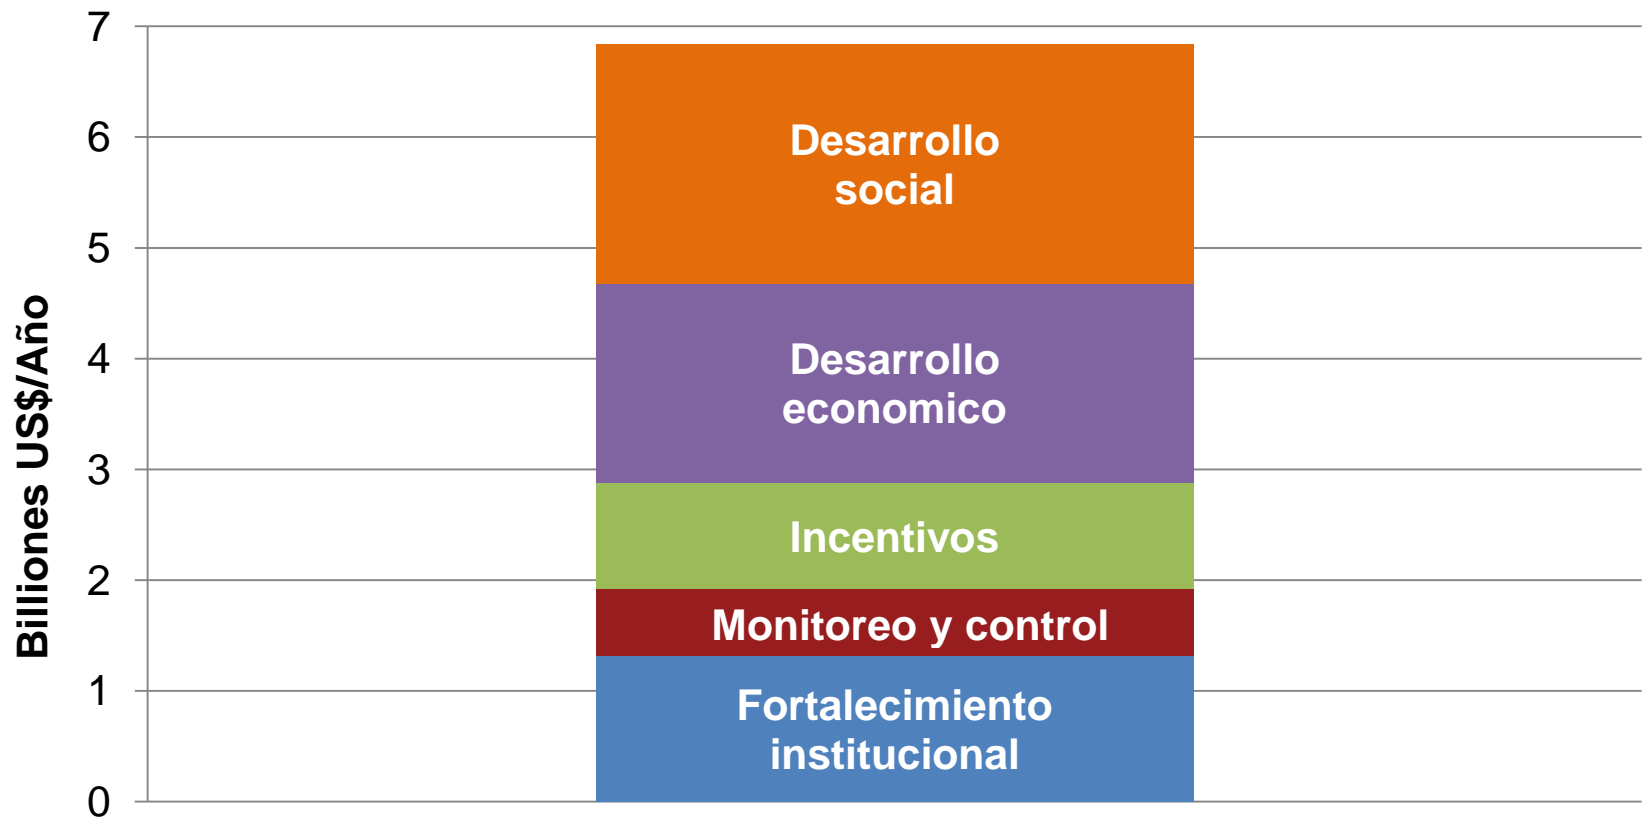 7
6
5
4
3
2
1
0
Billiones US$/Año
Desarrollo
social
Desarrollo
economico
Incentivos
Monitoreo y control
Fortalecimiento
institucional